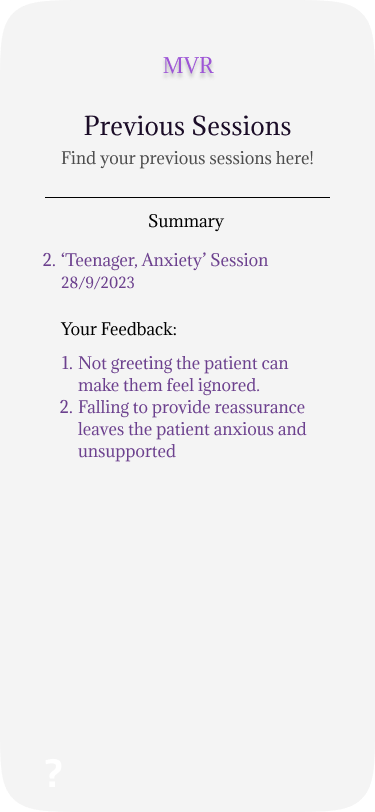 MVR
Previous Sessions
Find your previous sessions here!
Summary
2. ‘Teenager, Anxiety’ Session
28/9/2023
Your Feedback:
1. Not greeting the patient can
make them feel ignored.
2. Falling to provide reassurance
leaves the patient anxious and
unsupported
?